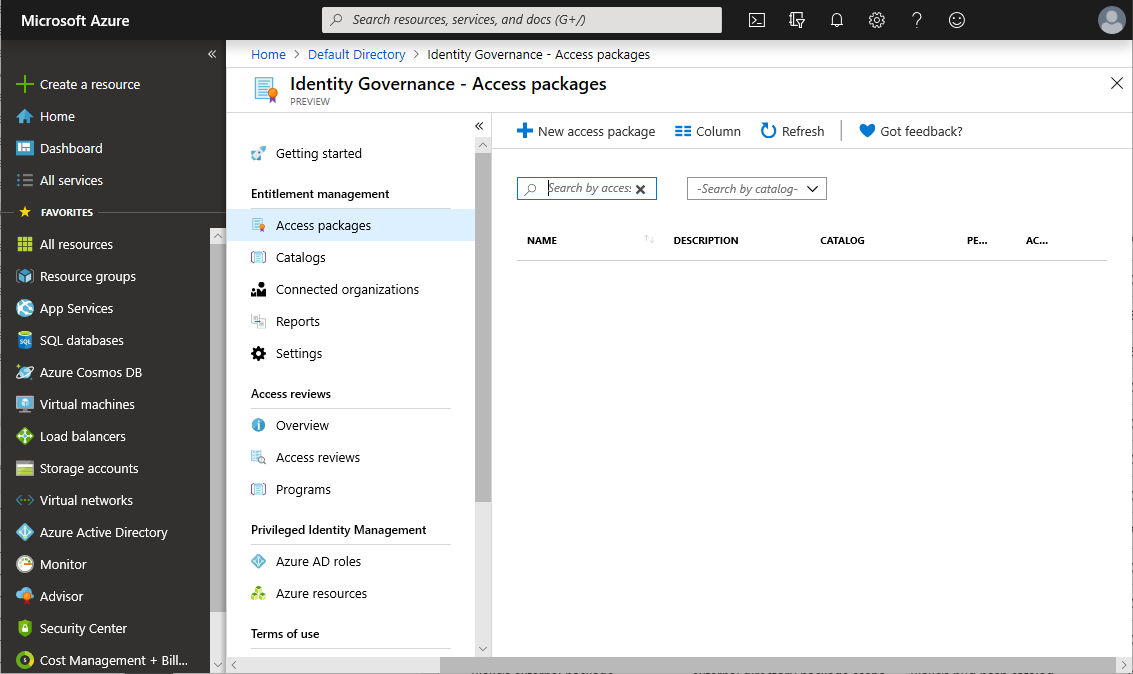 Microsoft Azure
Search resources, services, and docs (G+/)
Create a resource
Home
Dashboard
All services
FAVORITES
All resources
Resource groups
App Services
SQL databases
Azure Cosmos DB
Virtual machines
Load balancers
Storage accounts
Virtual networks
Azure Active Directory
Monitor
Advisor
Security Center
Cost Management + Bill...
Home > Default Directory > Identity Governance - Access packages
Identity Governance - Access packages
PREVIEW
Getting started
Entitlement management
Access packages
Catalogs
Connected organizations
Reports
Settings
Access reviews
Overview
Access reviews
Programs
Privileged Identity Management
Azure AD roles
Azure resources
Terms of use
New access package Column Refresh Got feedback?
Search by acces -Search by catalog-
NAME DESCRIPTION CATALOG PE... AC...